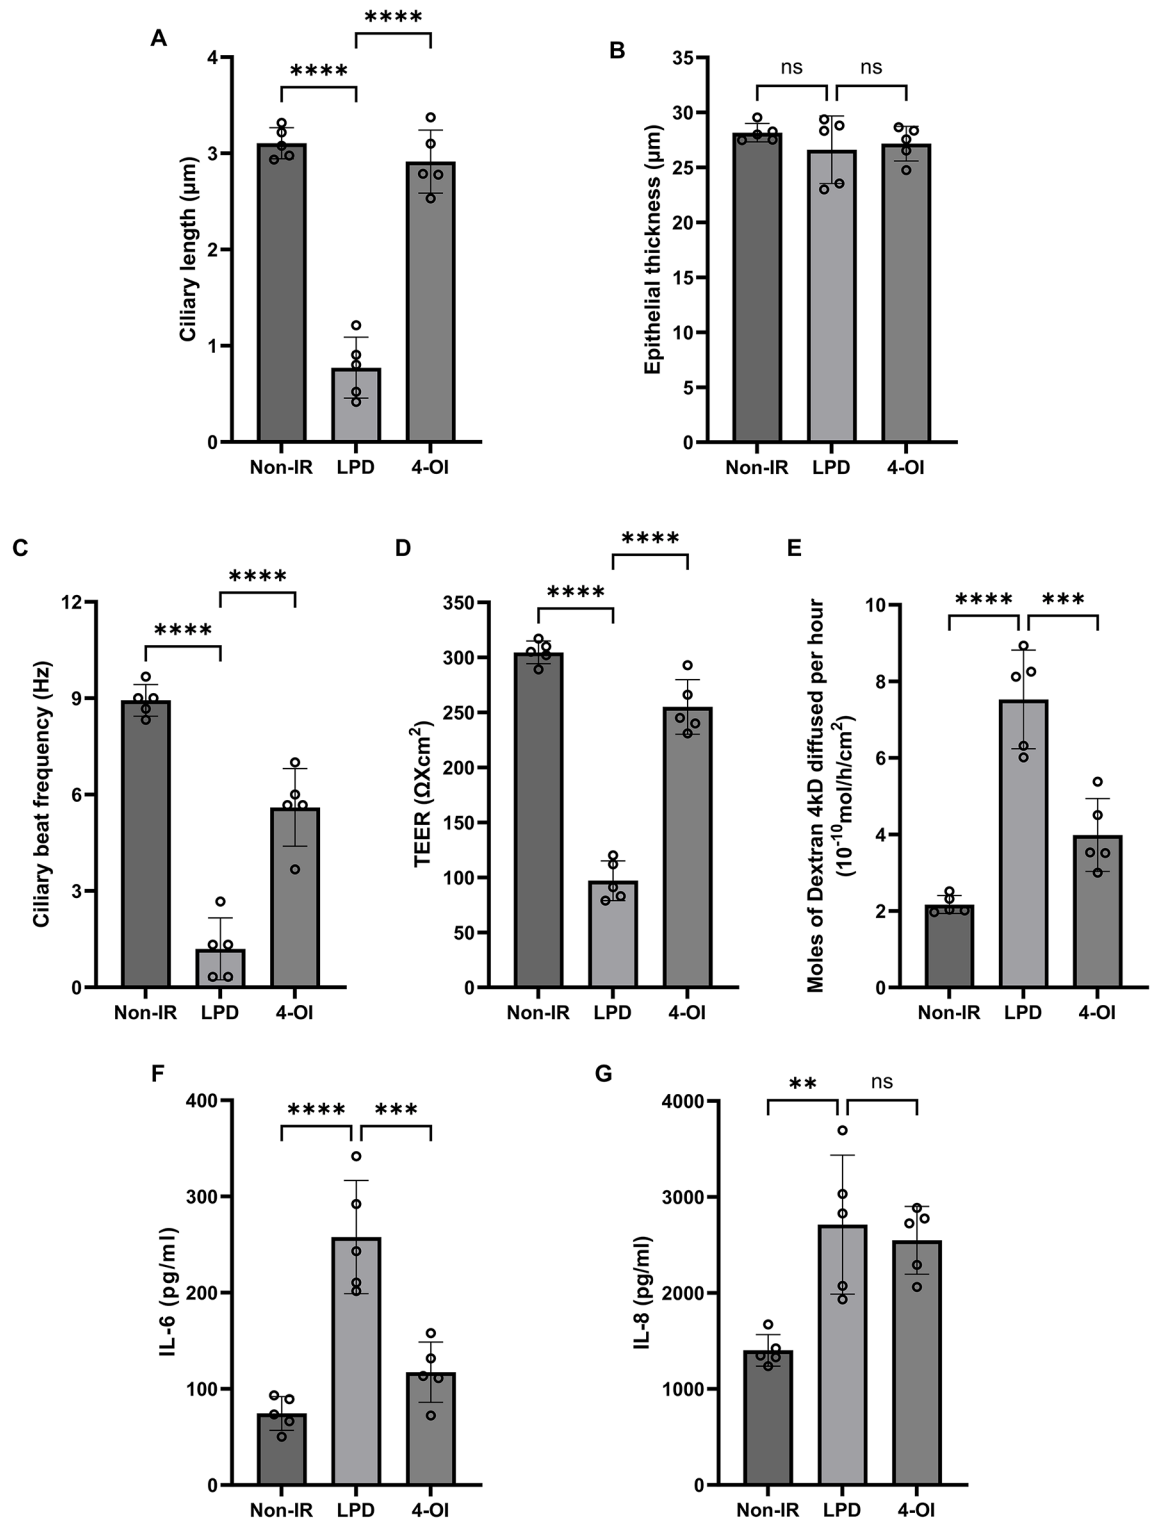 A
****
****
4
3
2
1
0
Ciliary length (µm)
Non-IR LPD 4-OI
B
ns ns
35
30
25
20
15
10
5
0
Epithelial thickness (µm)
Non-IR LPD 4-OI
C
****
****
12
9
6
3
0
Ciliary beat frequency (Hz)
Non-IR LPD 4-OI
D
****
****
350
300
250
200
150
100
50
0
TEER (ΩXcm²)
Non-IR LPD 4-OI
E
**** ***
10
8
6
4
2
0
Moles of Dextran 4kD diffused per hour
(10⁻¹⁰mol/h/cm²)
Non-IR LPD 4-OI
F
**** ***
400
300
200
100
0
IL-6 (pg/ml)
Non-IR LPD 4-OI
G
** ns
4000
3000
2000
1000
0
IL-8 (pg/ml)
Non-IR LPD 4-OI